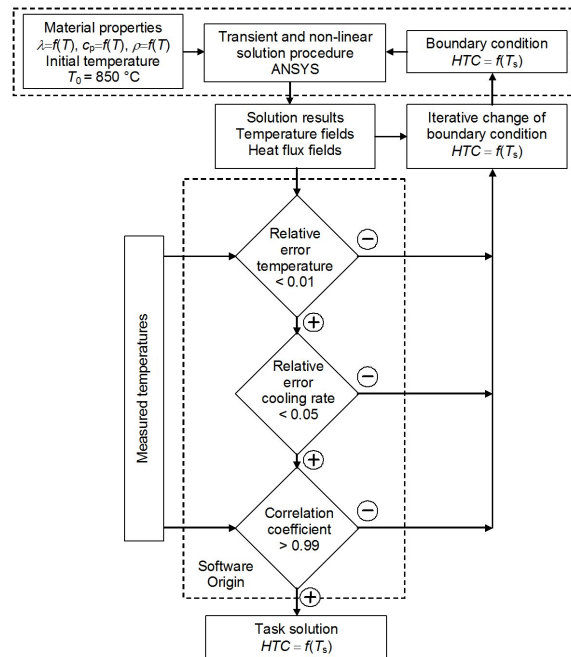 Material properties
λ=f(T), cp=f(T), ρ=f(T)
Initial temperature
T0 = 850 °C
Transient and non-linear
solution procedure
ANSYS
Boundary condition
HTC = f(Ts)
Solution results
Temperature fields
Heat flux fields
Iterative change of
boundary condition
HTC = f(Ts)
Measured temperatures
Relative
error
temperature
< 0.01
−
+
Relative
error
cooling rate
< 0.05
−
+
Correlation
coefficient
> 0.99
−
+
Software
Origin
Task solution
HTC = f(Ts)